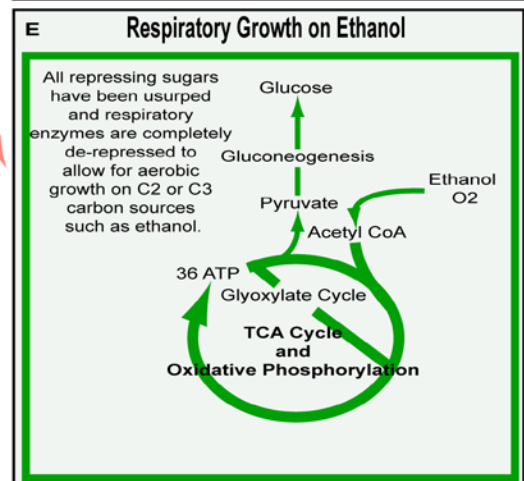 E
Respiratory Growth on Ethanol
All repressing sugars
have been usurped
and respiratory
enzymes are completely
de-repressed to
allow for aerobic
growth on C2 or C3
carbon sources
such as ethanol.
Glucose
Gluconeogenesis
Pyruvate
Ethanol
O2
Acetyl CoA
36 ATP
Glyoxylate Cycle
TCA Cycle
and
Oxidative Phosphorylation